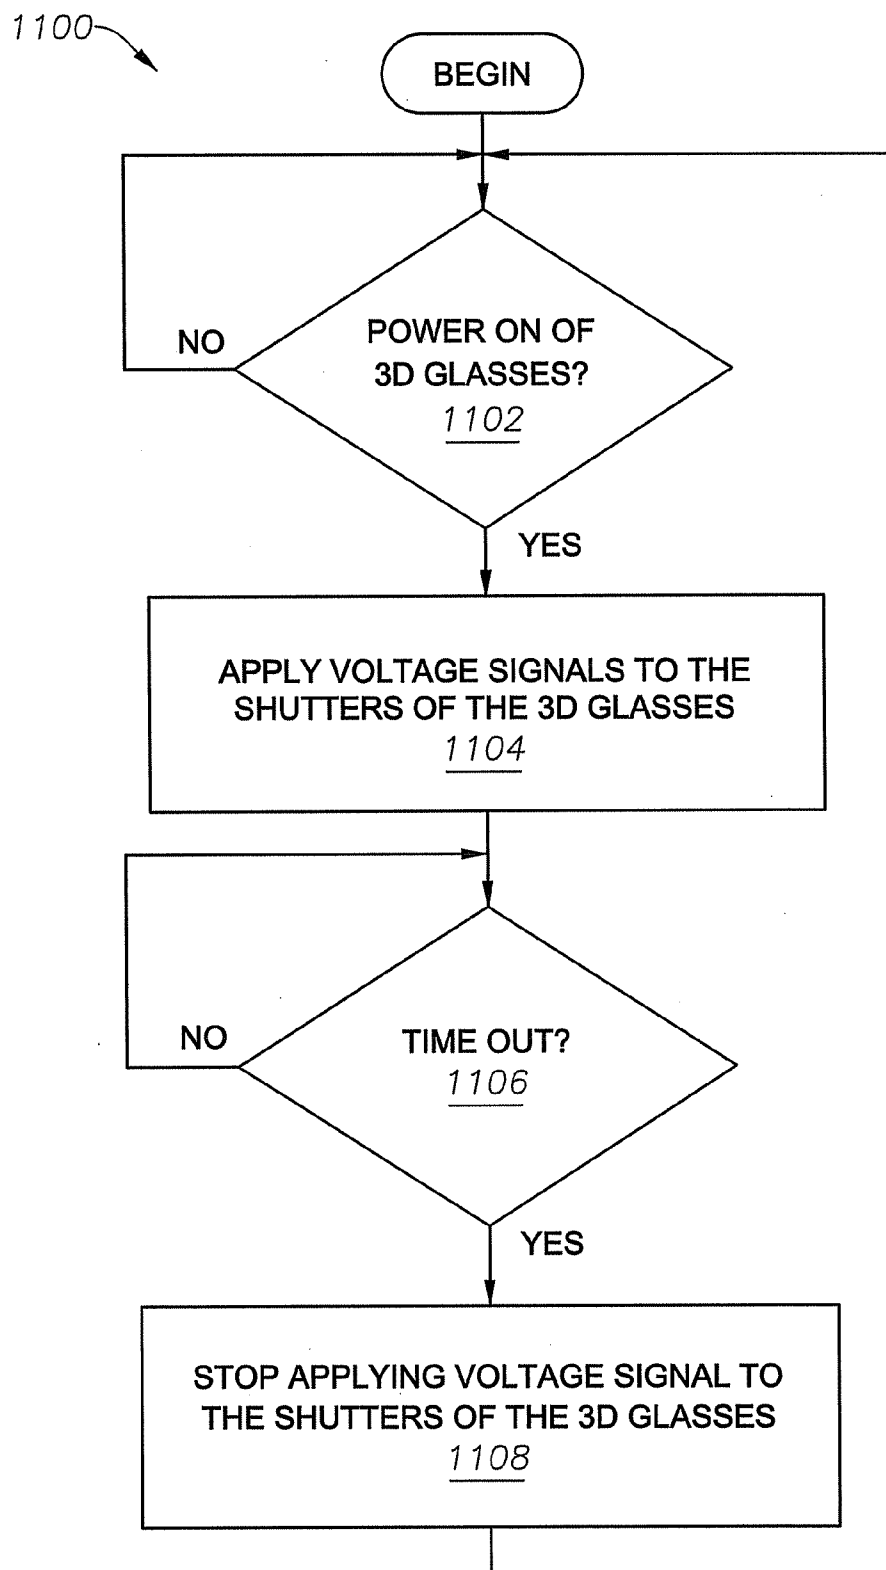 1100
BEGIN
NO
POWER ON OF
3D GLASSES?
1102
YES
APPLY VOLTAGE SIGNALS TO THE
SHUTTERS OF THE 3D GLASSES
1104
NO
TIME OUT?
1106
YES
STOP APPLYING VOLTAGE SIGNAL TO
THE SHUTTERS OF THE 3D GLASSES
1108